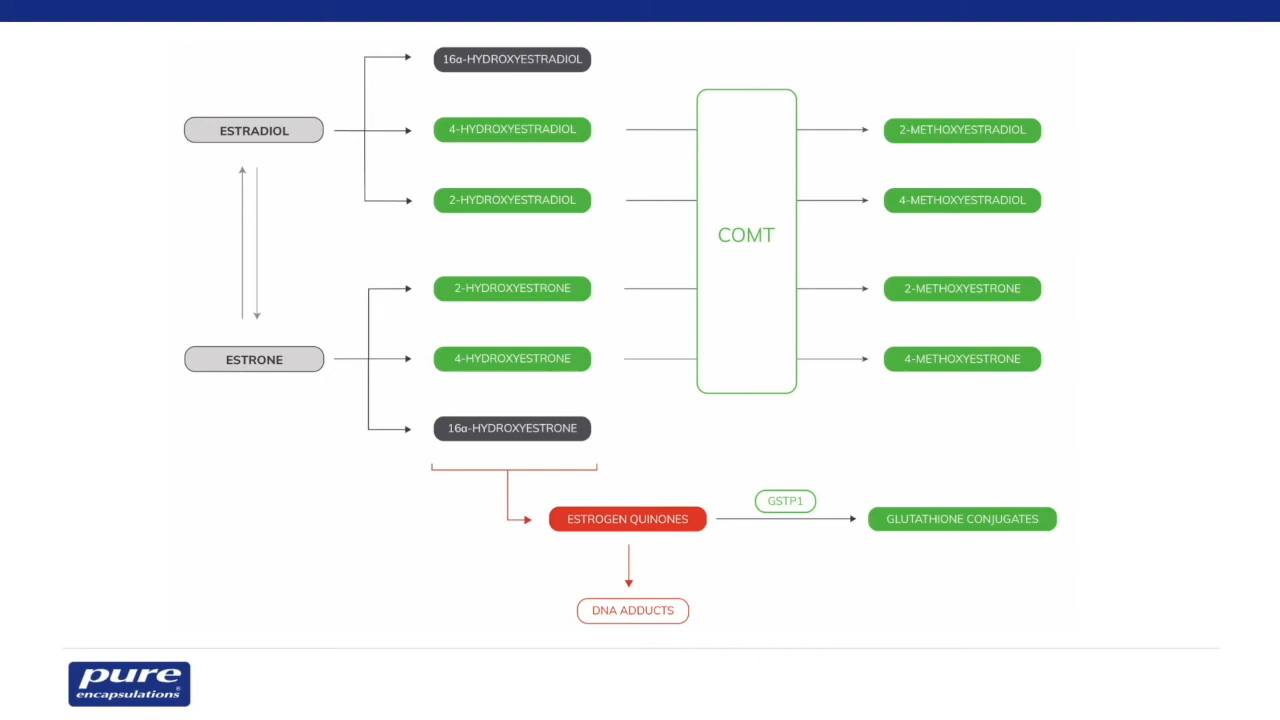 16α-HYDROXYESTRADIOL
ESTRADIOL
4-HYDROXYESTRADIOL
2-METHOXYESTRADIOL
2-HYDROXYESTRADIOL
4-METHOXYESTRADIOL
COMT
2-HYDROXYESTRONE
2-METHOXYESTRONE
ESTRONE
4-HYDROXYESTRONE
4-METHOXYESTRONE
16α-HYDROXYESTRONE
GSTP1
ESTROGEN QUINONES
GLUTATHIONE CONJUGATES
DNA ADDUCTS
pure
encapsulations®